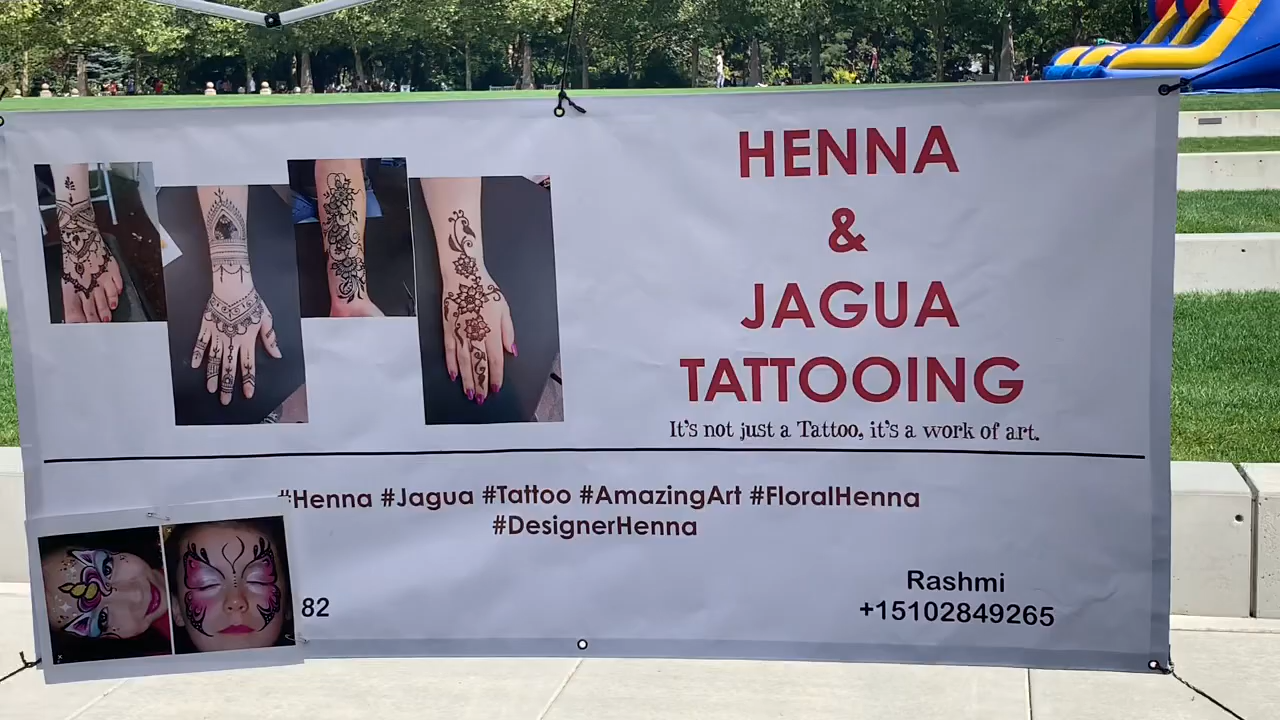 HENNA
&
JAGUA
TATTOOING
It's not just a Tattoo, it's a work of art.
#Henna #Jagua #Tattoo #AmazingArt #FloralHenna
#DesignerHenna
82
Rashmi
+15102849265